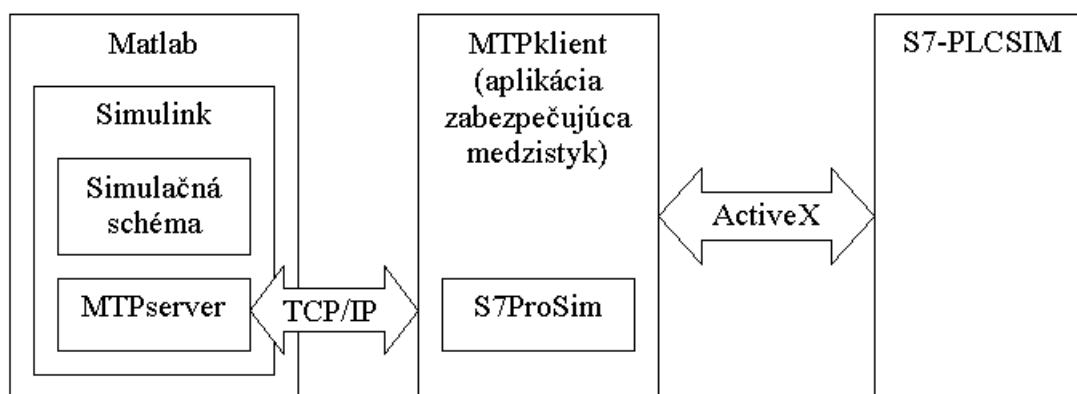 Matlab
Simulink
Simulačná
schéma
MTPserver
TCP/IP
MTPklient
(aplikácia
zabezpečujúca
medzistyk)
S7ProSim
ActiveX
S7-PLCSIM